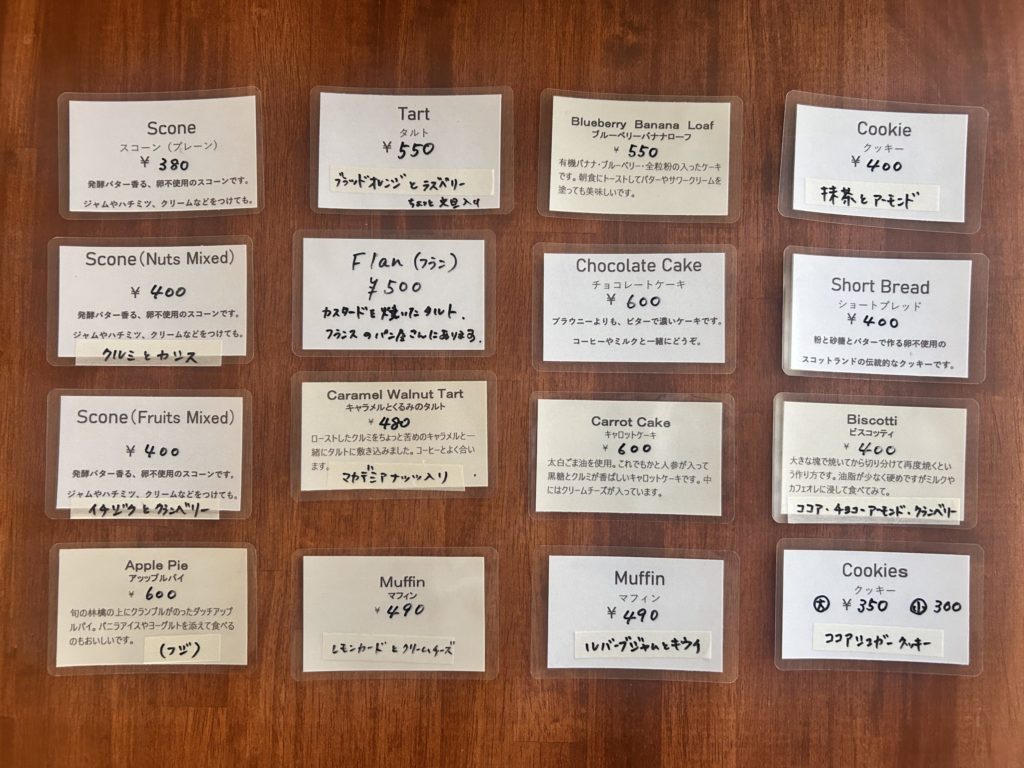 Scone
スコーン（プレーン）
¥ 380
発酵バター香る、卵不使用のスコーンです。
ジャムやハチミツ、クリームなどをつけても。
Tart
タルト
¥ 550
ブラッドオレンジとラズベリー
ちょっと文旦入り
Blueberry Banana Loaf
ブルーベリーバナナローフ
¥ 550
有機バナナ・ブルーベリー・全粒粉の入ったケーキ
です。朝食にトーストしてバターやサワークリームを
塗っても美味しいです。
Cookie
クッキー
¥ 400
抹茶とアーモンド
Scone(Nuts Mixed)
¥ 400
発酵バター香る、卵不使用のスコーンです。
ジャムやハチミツ、クリームなどをつけても。
クルミとカシス
Flan (フラン)
¥500
カスタードを焼いたタルト.
フランスのパン屋さんにあります.
Chocolate Cake
チョコレートケーキ
¥ 600
ブラウニーよりも、ビターで濃いケーキです。
コーヒーやミルクと一緒にどうぞ。
Short Bread
ショートブレッド
¥ 400
粉と砂糖とバターで作る卵不使用の
スコットランドの伝統的なクッキーです。
Scone(Fruits Mixed)
¥ 400
発酵バター香る、卵不使用のスコーンです。
ジャムやハチミツ、クリームなどをつけても。
イチジクとクランベリー
Caramel Walnut Tart
キャラメルとくるみのタルト
¥ 480
ローストしたクルミをちょっと苦めのキャラメルと一
緒にタルトに敷き込みました。コーヒーとよく合い
ます。
マカデミアナッツ入り
Carrot Cake
キャロットケーキ
¥ 600
太白ごま油を使用。これでもかと人参が入って
黒糖とクルミが香ばしいキャロットケーキです。中
にはクリームチーズが入っています。
Biscotti
ビスコッティ
¥ 400
大きな塊で焼いてから切り分けて再度焼くとい
う作り方です。油脂が少なく硬めですがミルクや
カフェオレに浸して食べてみて。
ココア・チョコ・アーモンド・クランベリー
Apple Pie
アップルパイ
¥ 600
旬の林檎の上にクランブルがのったダッチアップ
ルパイ。バニラアイスやヨーグルトを添えて食べる
のもおいしいです。
(フジ)
Muffin
マフィン
¥ 490
レモンカードとクリームチーズ
Muffin
マフィン
¥ 490
ルバーブジャムとキウイ
Cookies
クッキー
大 ¥ 350 小 300
ココアシュガークッキー